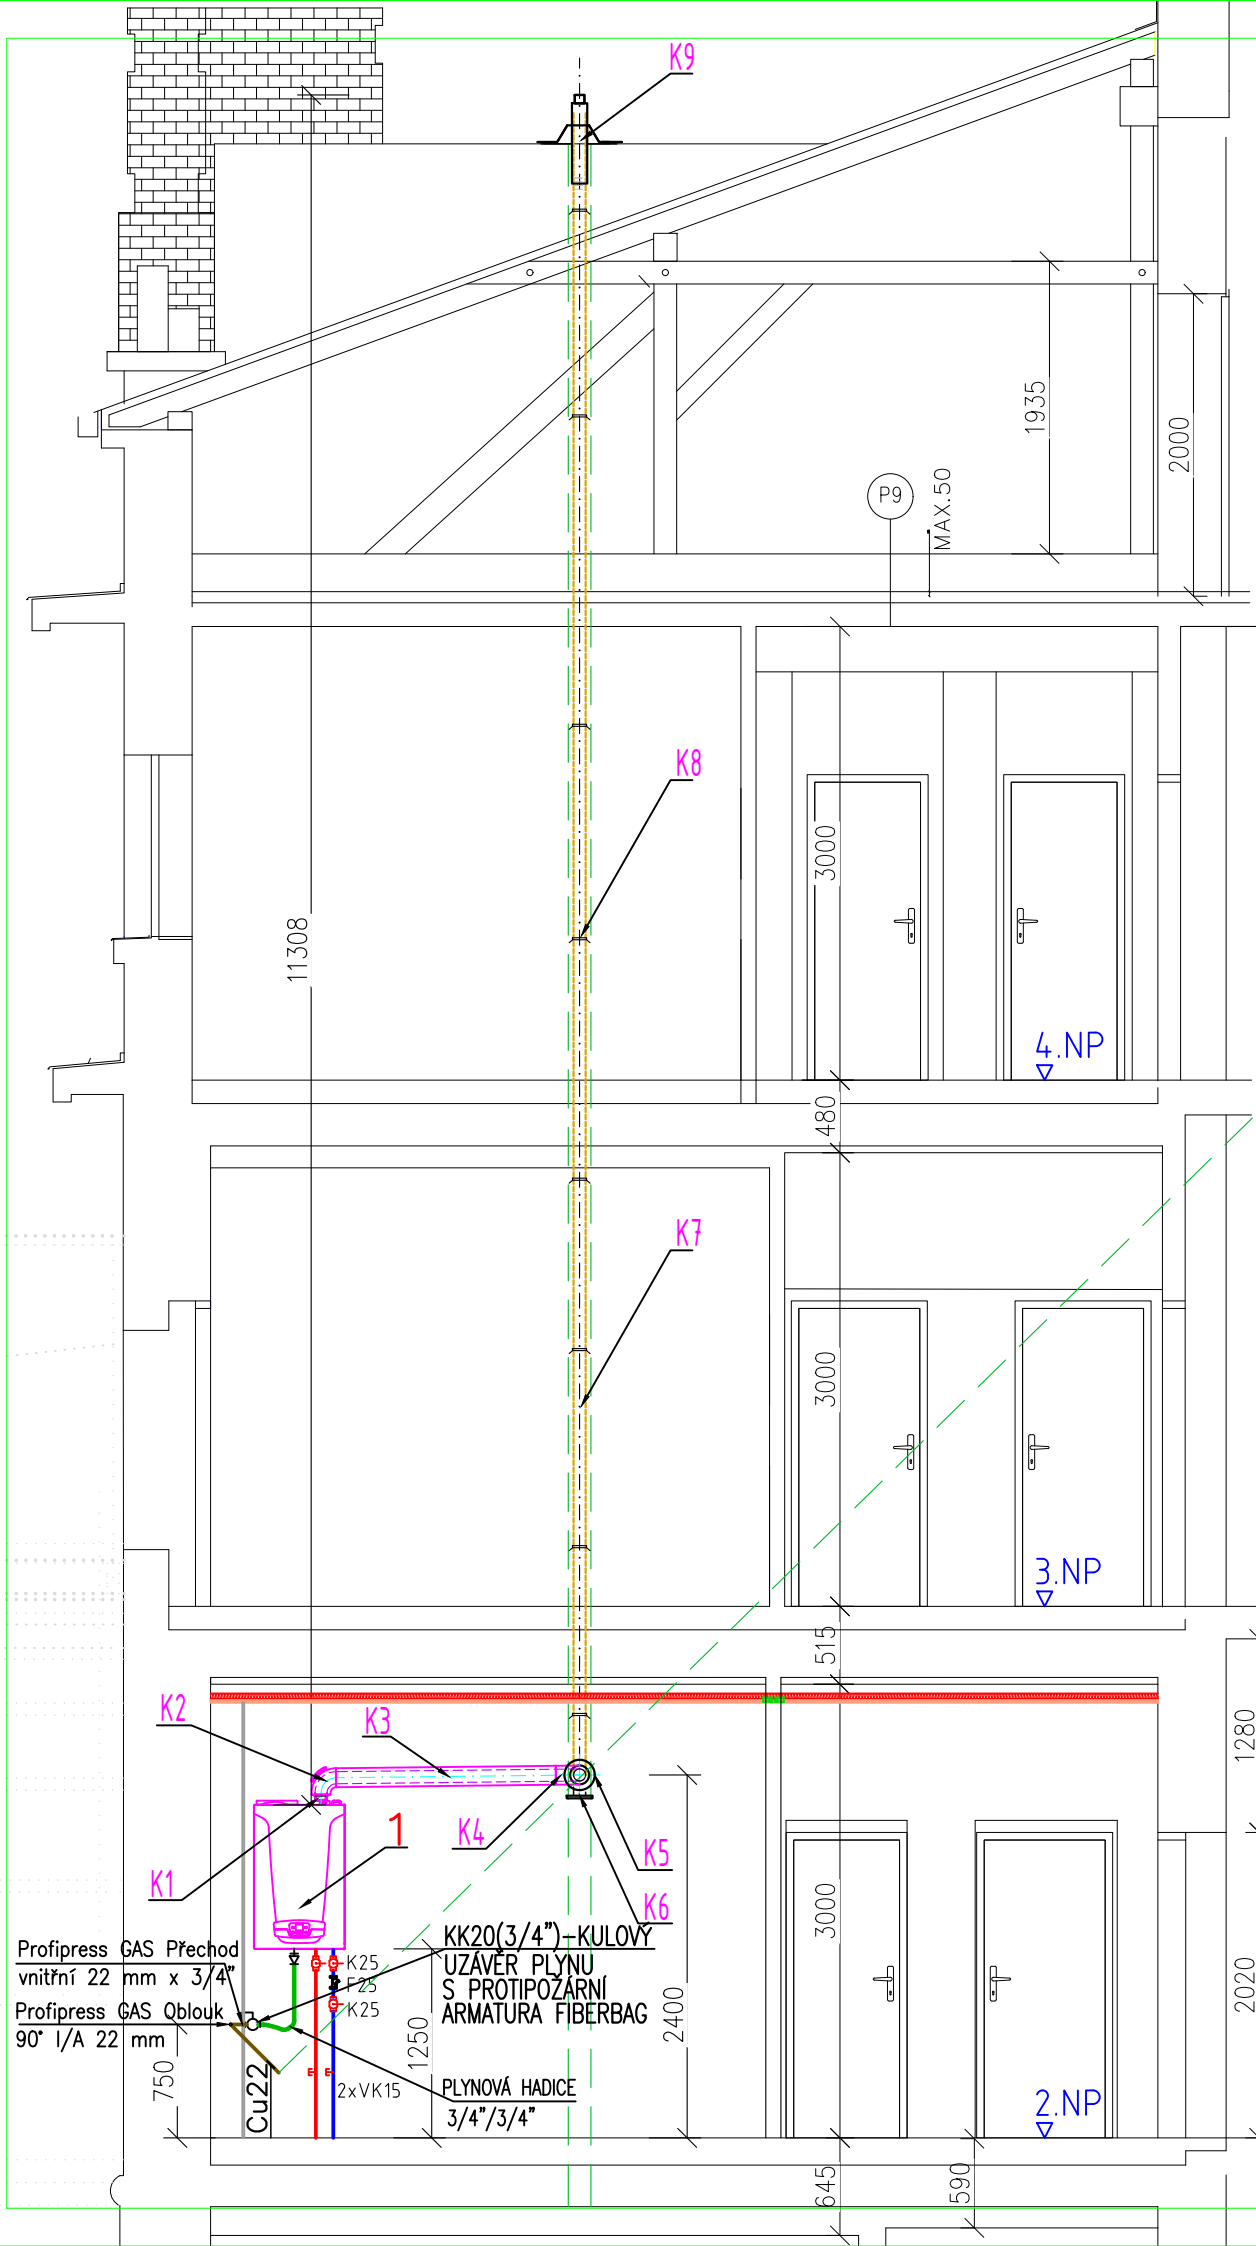 K9
1935
2000
P9
MAX.50
K8
3000
11308
4.NP
480
K7
3000
3.NP
515
K2
K3
1280
1
K4
K5
K1
K6
3000
KK20(3/4")-KULOVÝ
UZÁVĚR PLYNU
S PROTIPOŽÁRNÍ
ARMATURA FIBERBAG
Profipress GAS Přechod
vnitřní 22 mm x 3/4"
K25
F25
K25
Profipress GAS Oblouk
90° I/A 22 mm
2400
2020
1250
750
Cu22
2xVK15
PLYNOVÁ HADICE
3/4"/3/4"
2.NP
645
590